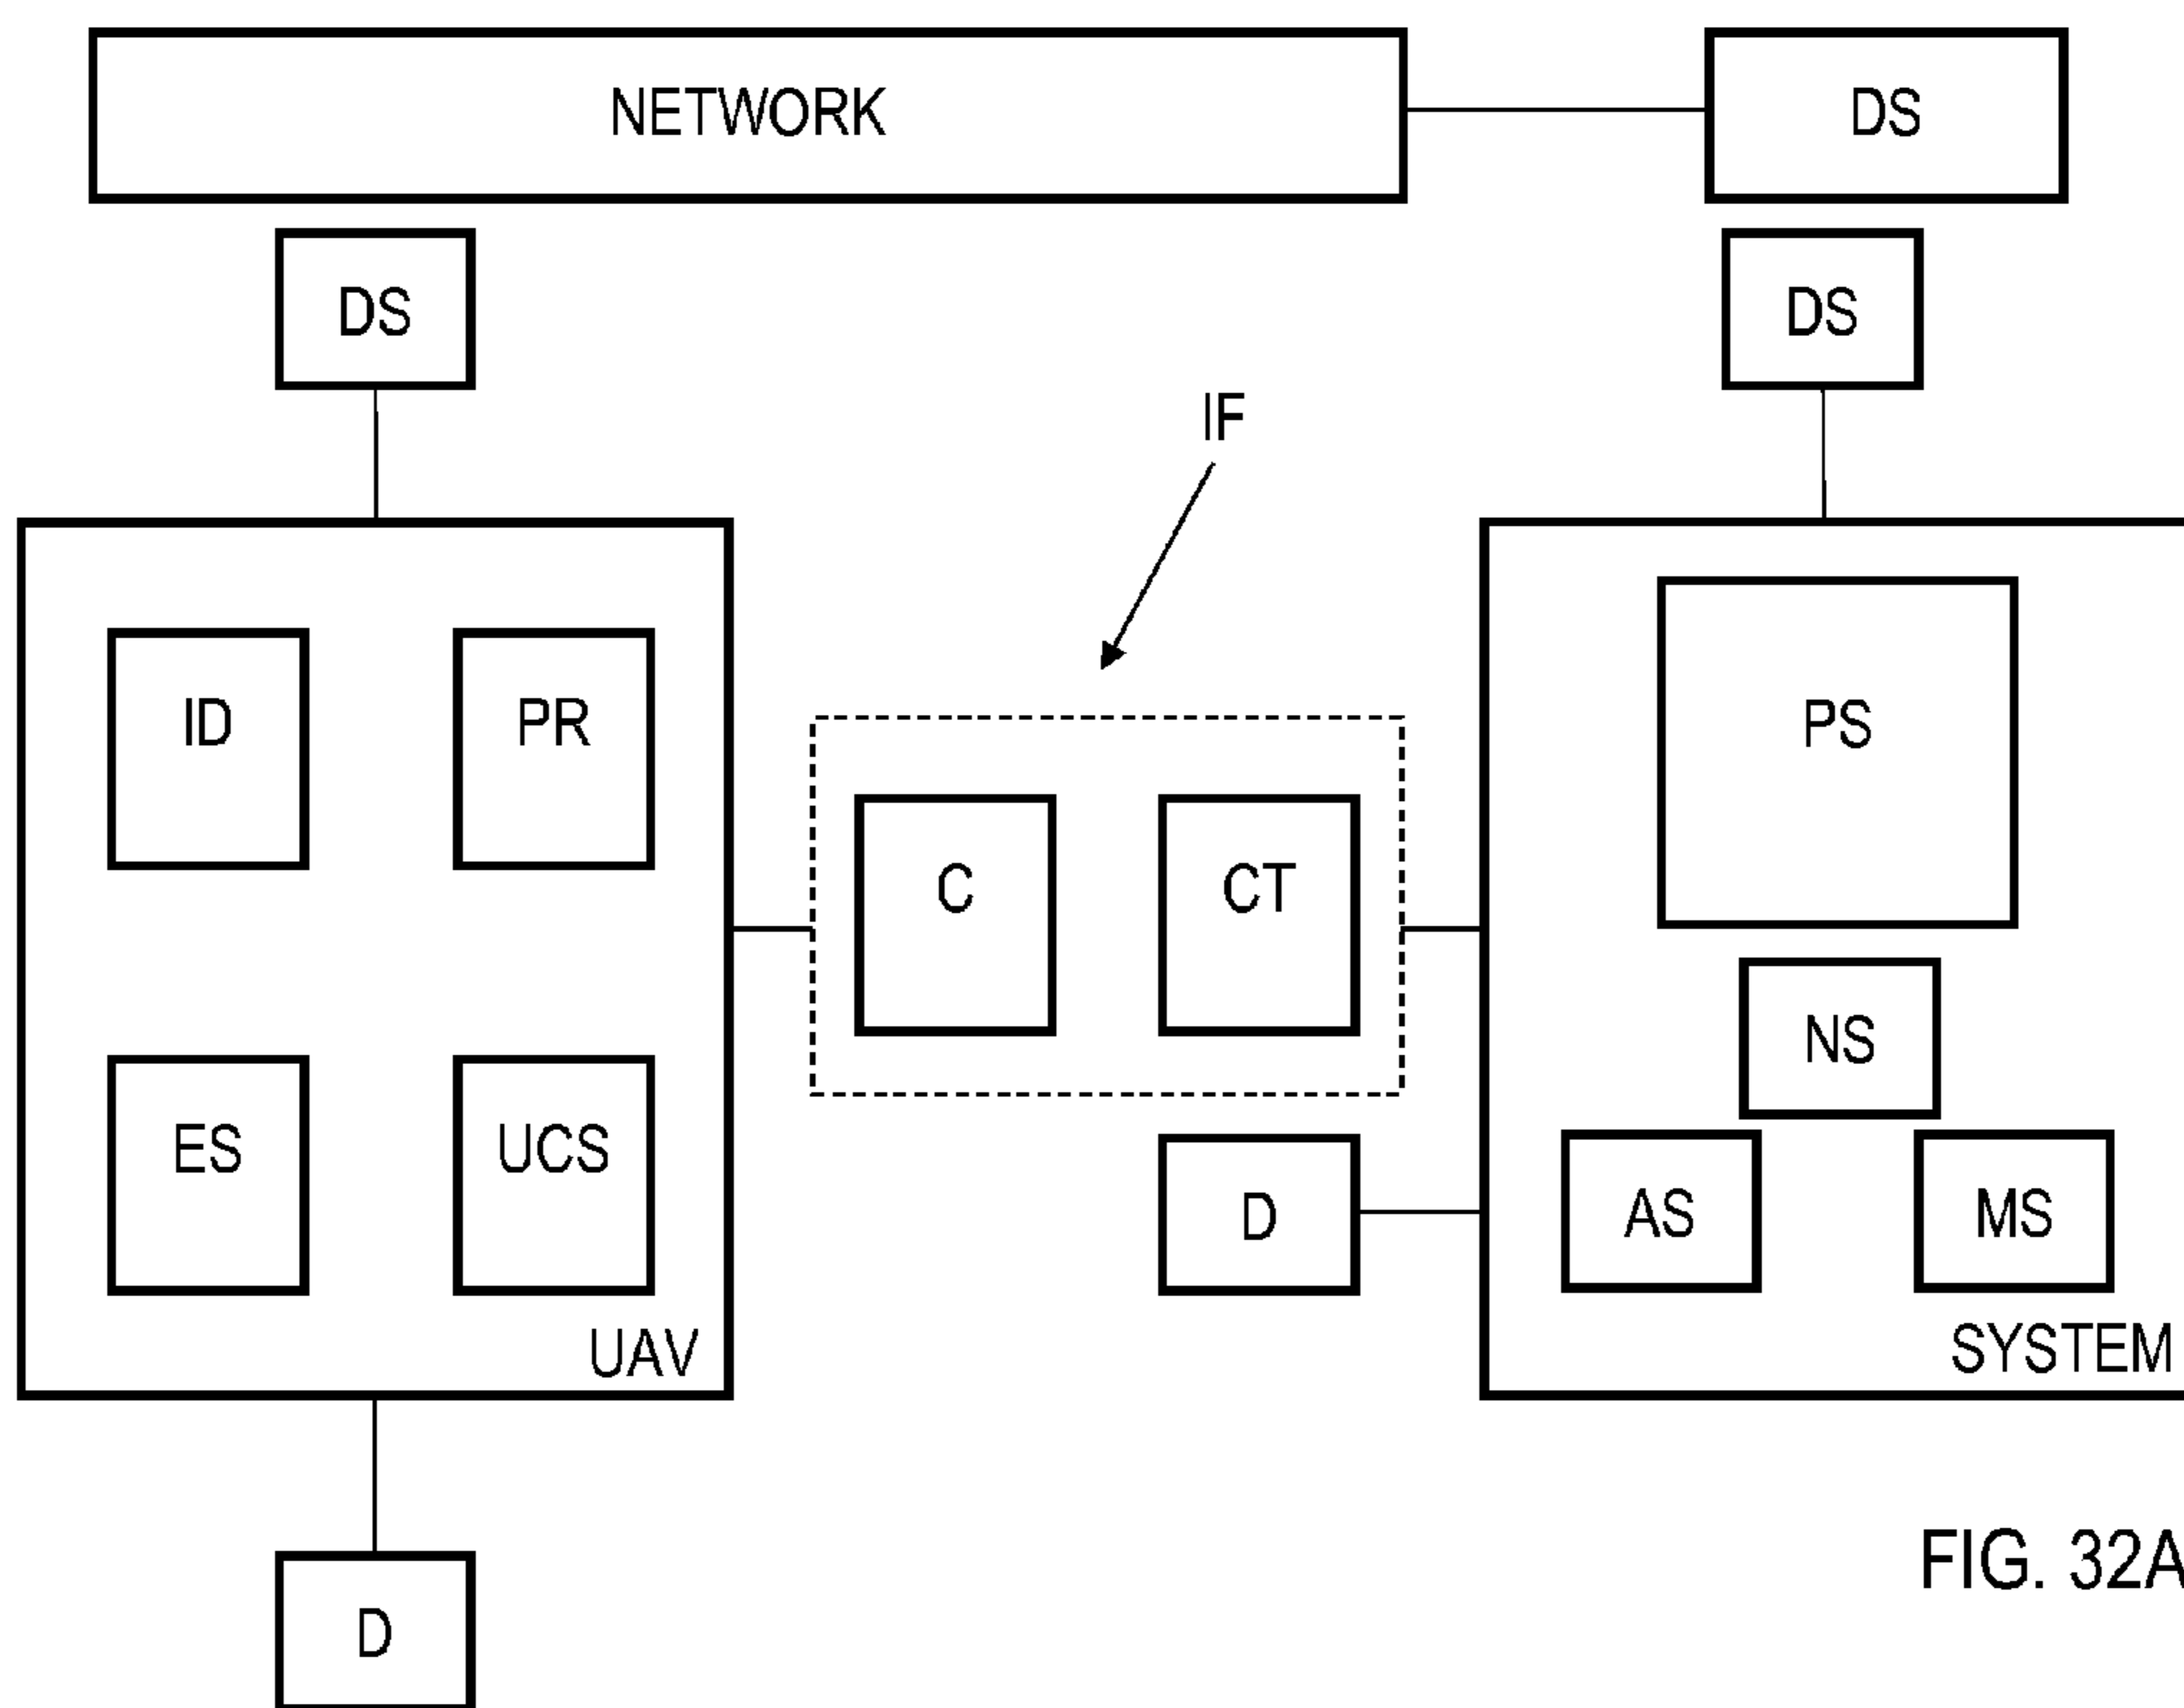 NETWORK
DS
DS
DS
IF
ID
PR
PS
C
CT
NS
ES
UCS
D
AS
MS
UAV
SYSTEM
FIG. 32A
D